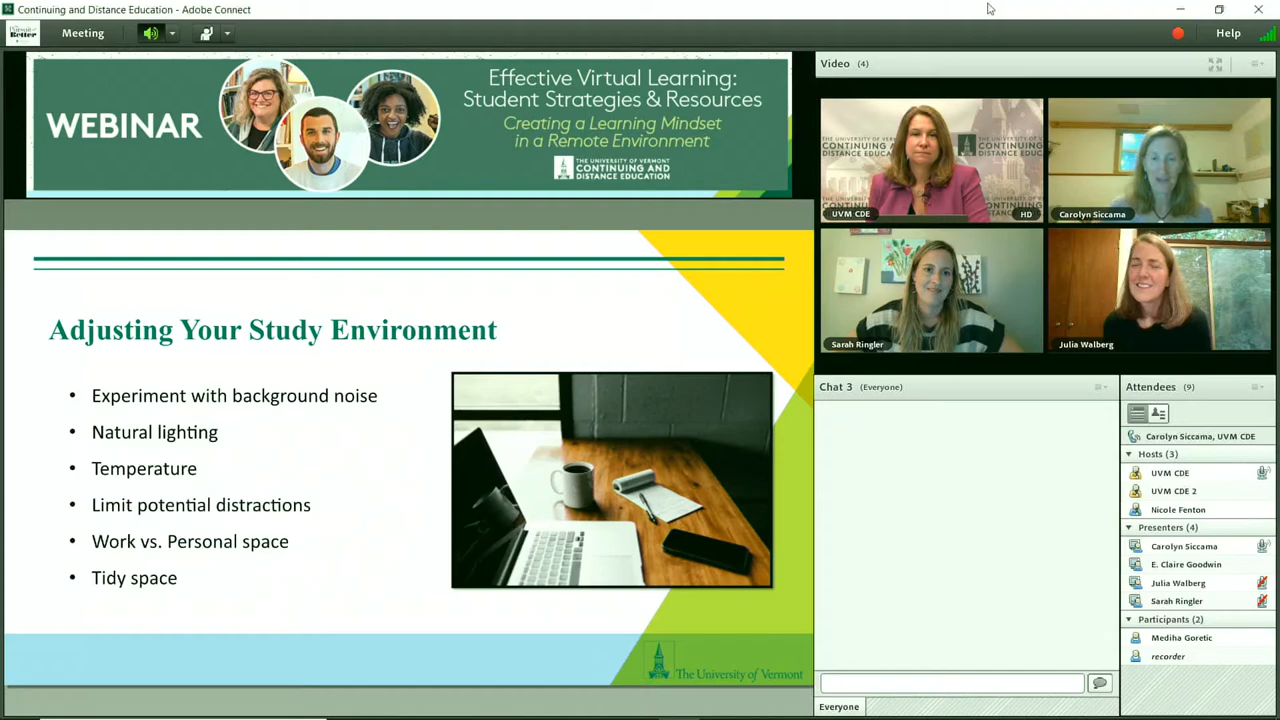 Continuing and Distance Education - Adobe Connect
Pursuit of
Better
Meeting
Help
WEBINAR
Effective Virtual Learning:
Student Strategies & Resources
Creating a Learning Mindset
in a Remote Environment
THE UNIVERSITY OF VERMONT
CONTINUING AND
DISTANCE EDUCATION
Adjusting Your Study Environment
• Experiment with background noise
• Natural lighting
• Temperature
• Limit potential distractions
• Work vs. Personal space
• Tidy space
The University of Vermont
Video (4)
UVM CDE
HD
Carolyn Siccama
Sarah Ringler
Julia Walberg
Chat 3 (Everyone)
Everyone
Attendees (9)
Carolyn Siccama, UVM CDE
Hosts (3)
UVM CDE
UVM CDE 2
Nicole Fenton
Presenters (4)
Carolyn Siccama
E. Claire Goodwin
Julia Walberg
Sarah Ringler
Participants (2)
Mediha Goretic
recorder